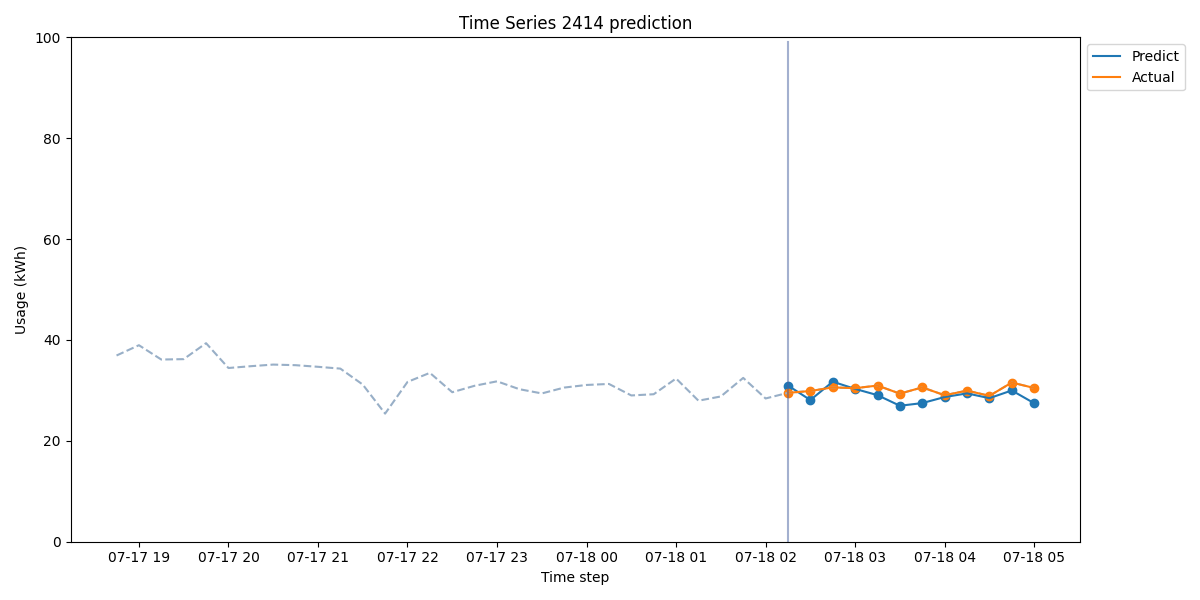 Time Series 2414 prediction
Predict
Actual
100
80
60
40
20
0
Usage (kWh)
07-17 19 07-17 20 07-17 21 07-17 22 07-17 23 07-18 00 07-18 01 07-18 02 07-18 03 07-18 04 07-18 05
Time step